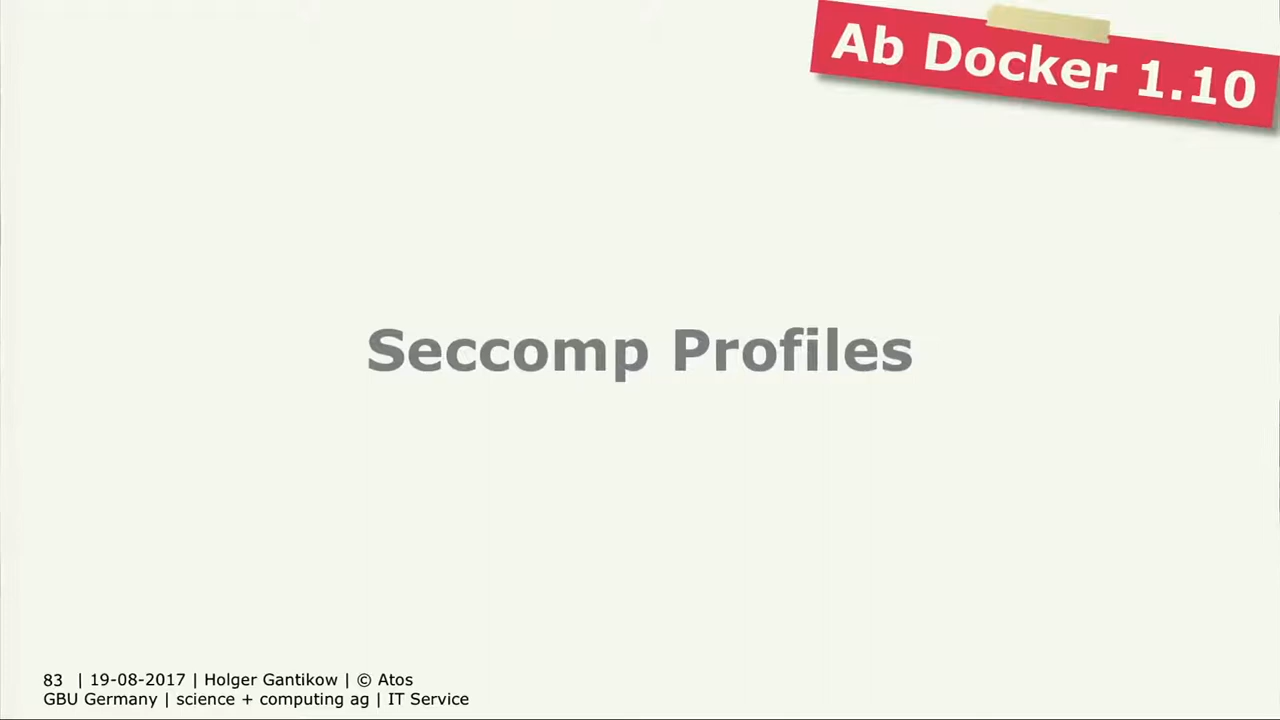 Ab Docker 1.10
Seccomp Profiles
83 | 19-08-2017 | Holger Gantikow | © Atos
GBU Germany | science + computing ag | IT Service